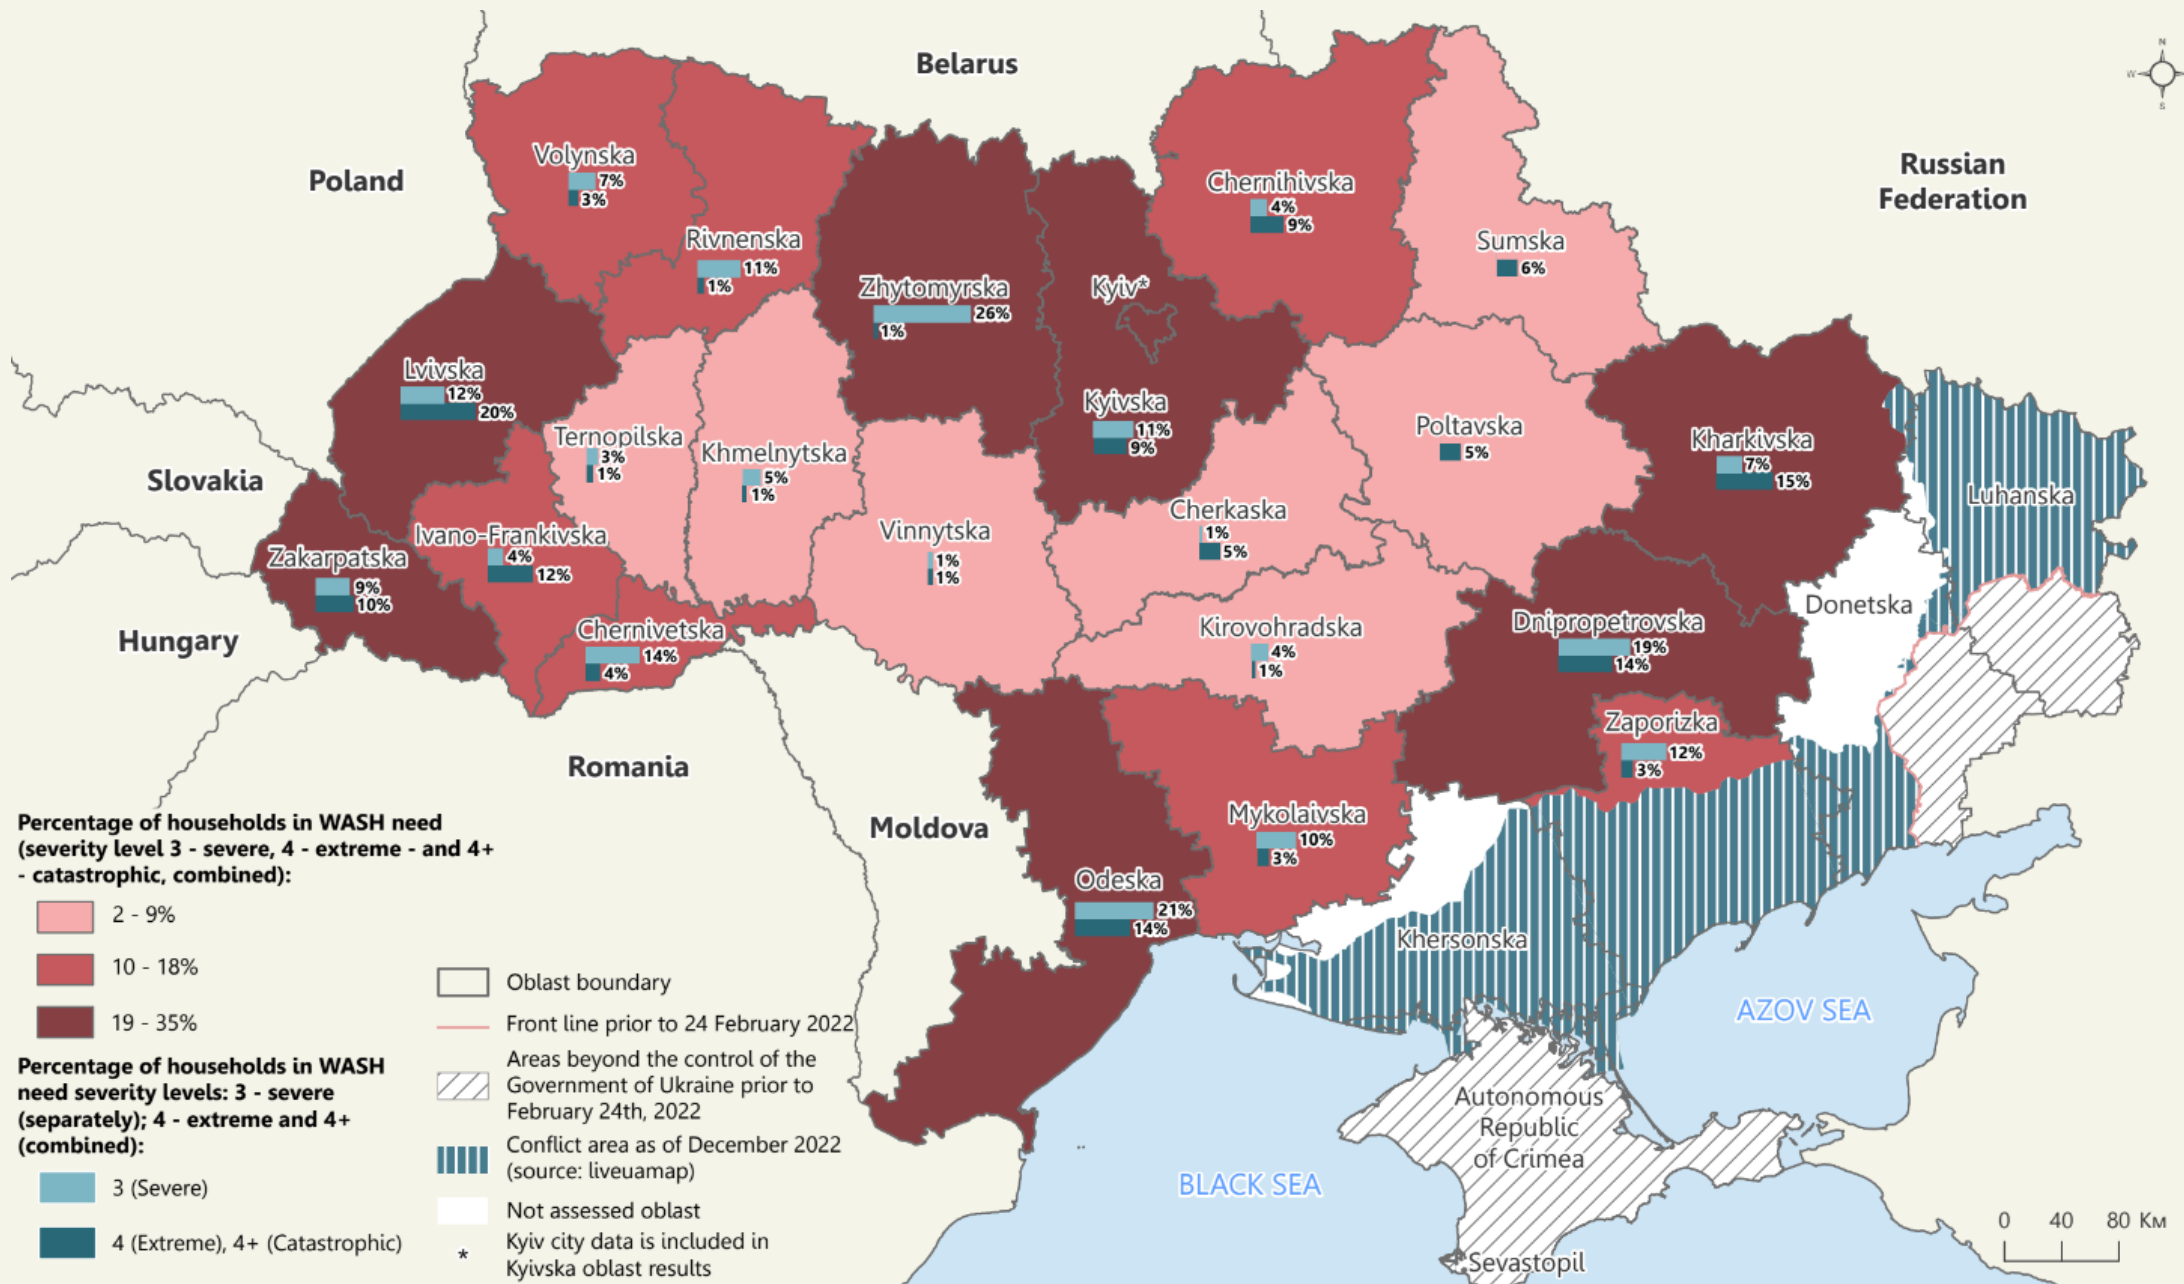 Belarus
N
W
S
Poland
Russian
Federation
Volynska
7%
3%
Chernihivska
4%
9%
Rivnenska
11%
1%
Sumska
6%
Zhytomyrska
26%
1%
Kyiv*
Lvivska
12%
20%
Kyivska
11%
9%
Ternopilska
3%
1%
Khmelnytska
5%
1%
Poltavska
5%
Kharkivska
7%
15%
Slovakia
Luhanska
Cherkaska
1%
5%
Vinnytska
1%
1%
Ivano-Frankivska
4%
12%
Zakarpatska
9%
10%
Donetska
Hungary
Chernivetska
14%
4%
Kirovohradska
4%
1%
Dnipropetrovska
19%
14%
Zaporizka
12%
3%
Romania
Moldova
Mykolaivska
10%
3%
Odeska
21%
14%
Khersonska
AZOV SEA
Autonomous
Republic
of Crimea
BLACK SEA
Sevastopil
0 40 80 Км
Percentage of households in WASH need
(severity level 3 - severe, 4 - extreme - and 4+
- catastrophic, combined):
2 - 9%
10 - 18%
19 - 35%
Percentage of households in WASH
need severity levels: 3 - severe
(separately); 4 - extreme and 4+
(combined):
3 (Severe)
4 (Extreme), 4+ (Catastrophic)
Oblast boundary
Front line prior to 24 February 2022
Areas beyond the control of the
Government of Ukraine prior to
February 24th, 2022
Conflict area as of December 2022
(source: liveuamap)
Not assessed oblast
* Kyiv city data is included in
Kyivska oblast results